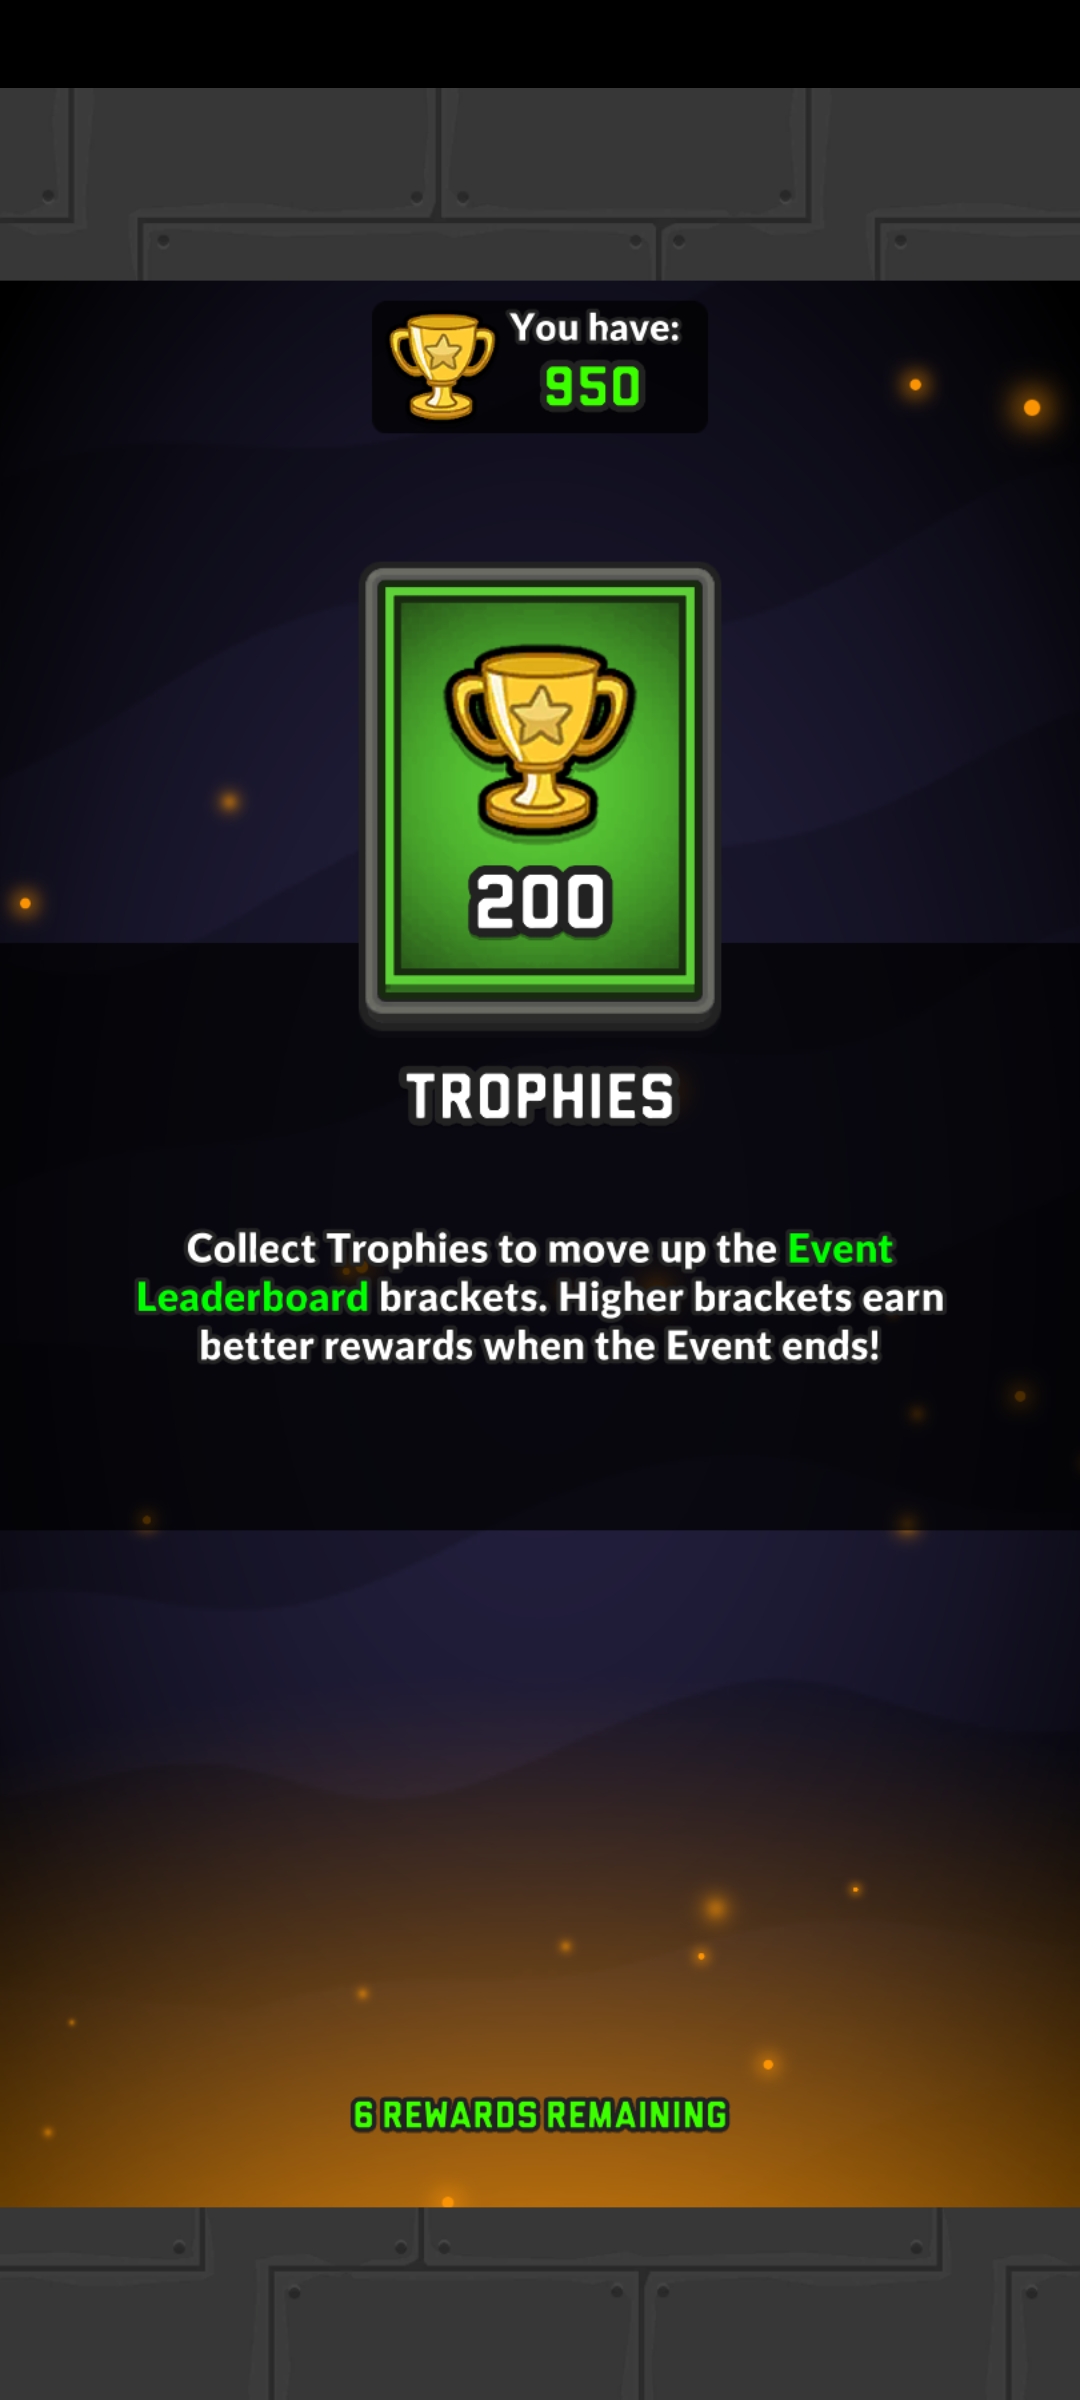 You have:
950
200
TROPHIES
Collect Trophies to move up the Event
Leaderboard brackets. Higher brackets earn
better rewards when the Event ends!
6 REWARDS REMAINING